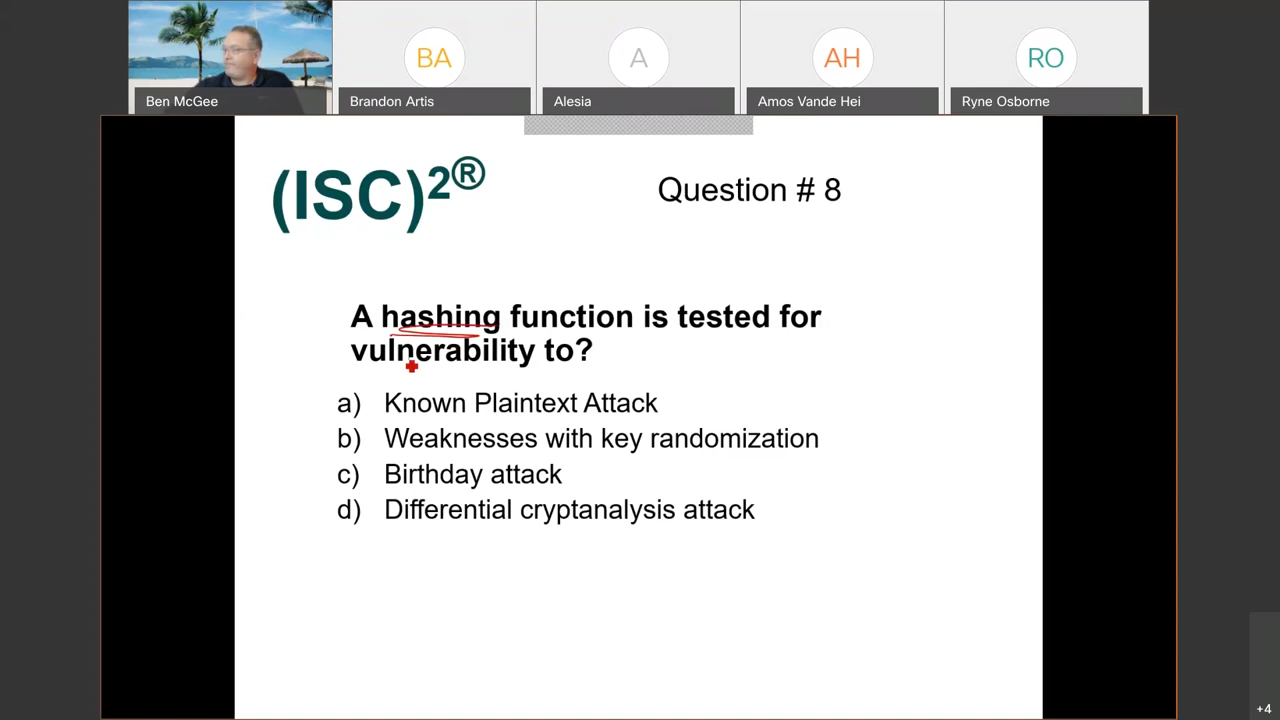 BA
A
AH
RO
Ben McGee
Brandon Artis
Alesia
Amos Vande Hei
Ryne Osborne
(ISC)²®
Question # 8
A hashing function is tested for
vulnerability to?
a) Known Plaintext Attack
b) Weaknesses with key randomization
c) Birthday attack
d) Differential cryptanalysis attack
+4